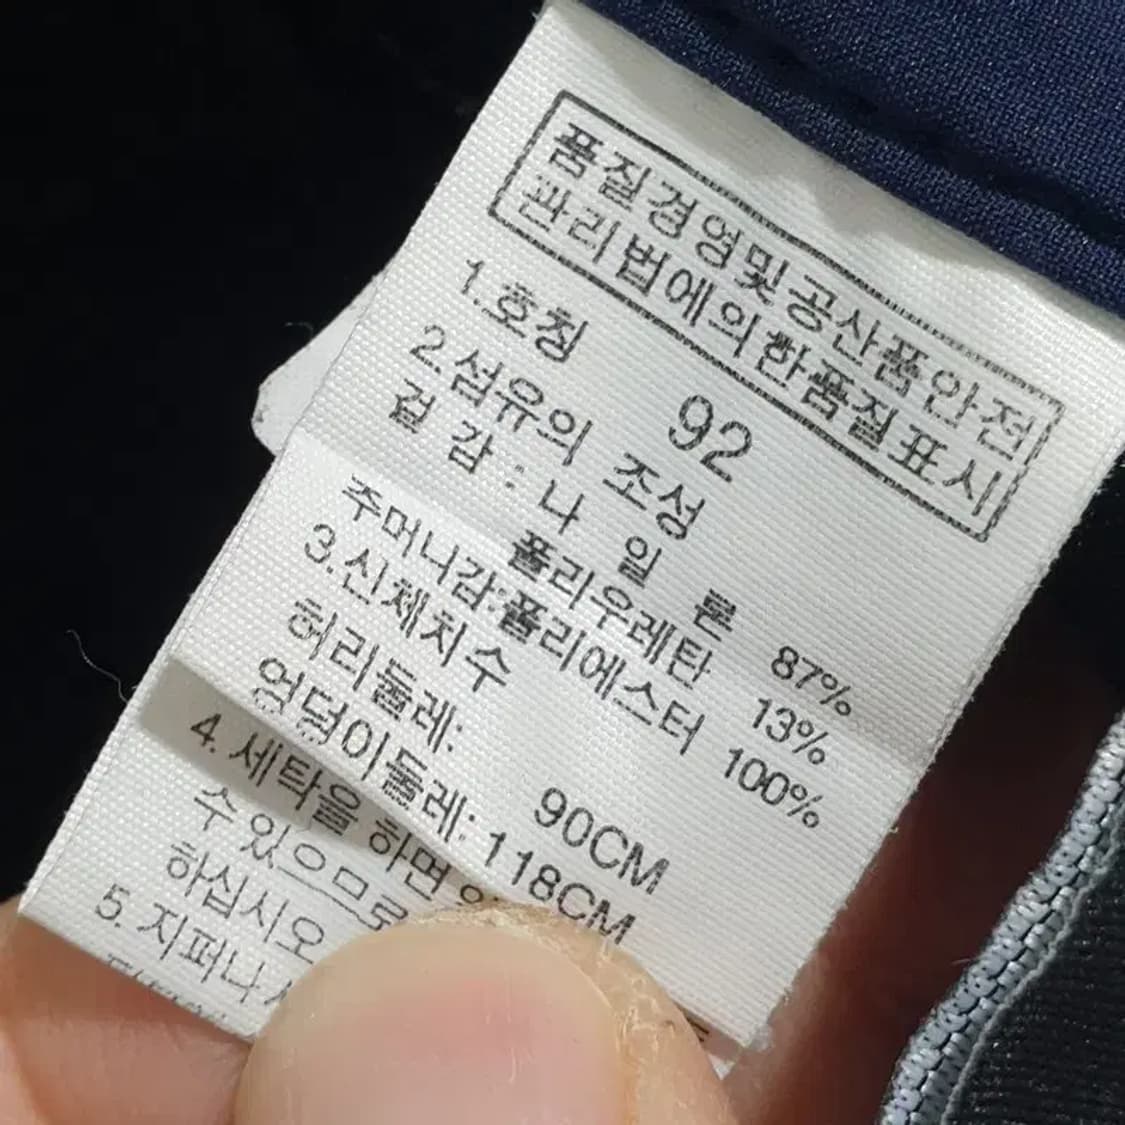 품질경영및공산품안전
관리법에의한품질표시
1.호칭 92
2.섬유의 조성
겉감 : 나일론 87%
폴리우레탄 13%
주머니감:폴리에스터 100%
3.신체치수
허리둘레: 90CM
엉덩이둘레: 118CM
4.세탁을 하면
수 있으므로
하십시오
5.지퍼나